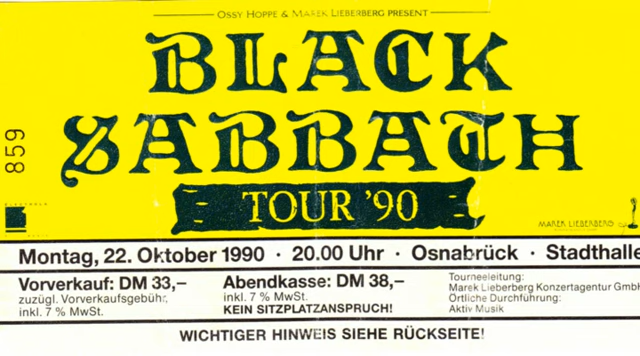 OSSY HOPPE & MAREK LIEBERBERG PRESENT
BLACK
SABBATH
TOUR '90
859
MAREK LIEBERBERG
Montag, 22. Oktober 1990 · 20.00 Uhr · Osnabrück · Stadthalle
Vorverkauf: DM 33,–
zuzügl. Vorverkaufsgebühr,
inkl. 7 % MwSt.
Abendkasse: DM 38,–
inkl. 7 % MwSt.
KEIN SITZPLATZANSPRUCH!
Tourneeleitung:
Marek Lieberberg Konzertagentur GmbH
Örtliche Durchführung:
Aktiv Musik
WICHTIGER HINWEIS SIEHE RÜCKSEITE!